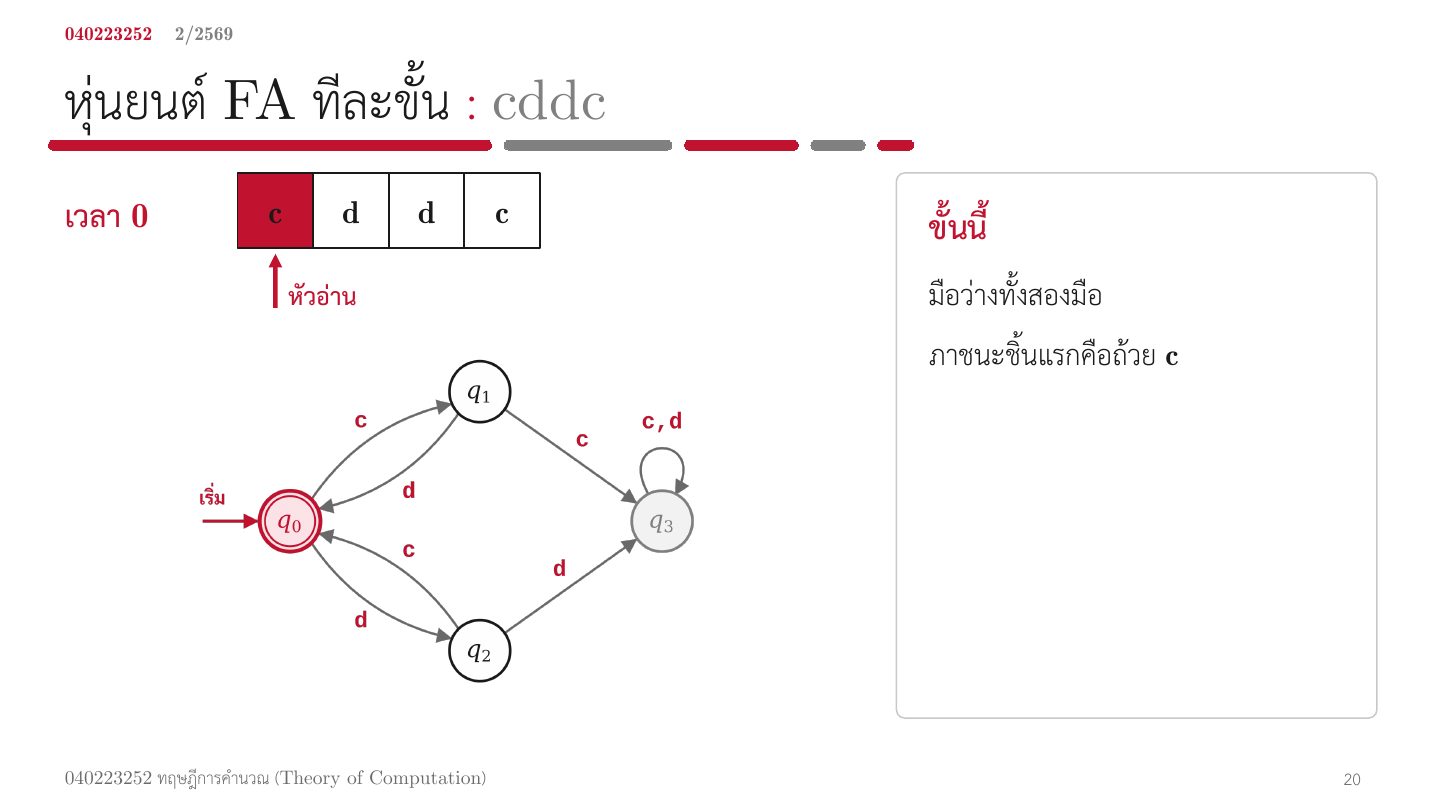 040223252 2/2569
หุ่นยนต์ FA ทีละขั้น : cddc
เวลา 0
c d d c
หัวอ่าน
ขั้นนี้
มือว่างทั้งสองมือ
ภาชนะชิ้นแรกคือถ้วย c
q1
c
c
c,d
d
เริ่ม
q0
q3
c
d
d
q2
040223252 ทฤษฎีการคำนวณ (Theory of Computation)
20